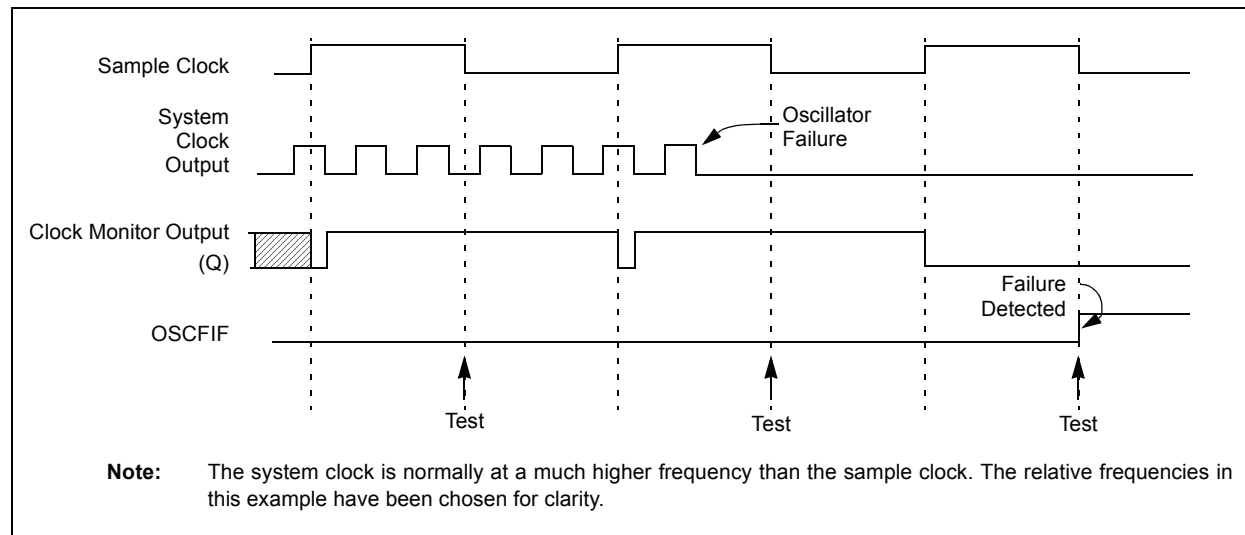 Sample Clock
System
Clock
Output
Oscillator
Failure
Clock Monitor Output
(Q)
Failure
Detected
OSCFIF
Test
Test
Test
Note: The system clock is normally at a much higher frequency than the sample clock. The relative frequencies in
this example have been chosen for clarity.